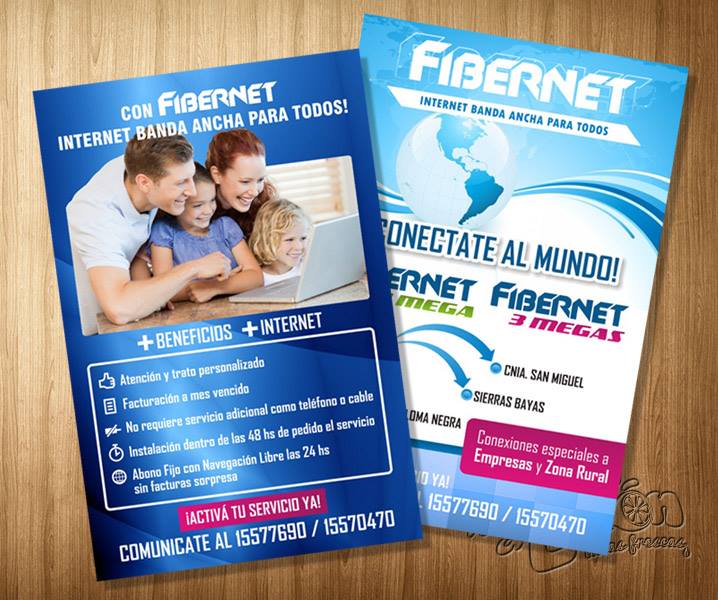 CON FIBERNET
INTERNET BANDA ANCHA PARA TODOS!
+BENEFICIOS +INTERNET
Atención y trato personalizado
Facturación a mes vencido
No requiere servicio adicional como teléfono o cable
Instalación dentro de las 48 hs de pedido el servicio
Abono Fijo con Navegación Libre las 24 hs
sin facturas sorpresa
¡ACTIVÁ TU SERVICIO YA!
COMUNICATE AL 15577690 / 15570470
FIBERNET
INTERNET BANDA ANCHA PARA TODOS
CONECTATE AL MUNDO!
ERNET
MEGA
FIBERNET
3 MEGAS
CNIA. SAN MIGUEL
SIERRAS BAYAS
LOMA NEGRA
Conexiones especiales a
Empresas y Zona Rural
YA!
AL 15577690 / 15570470
frescas